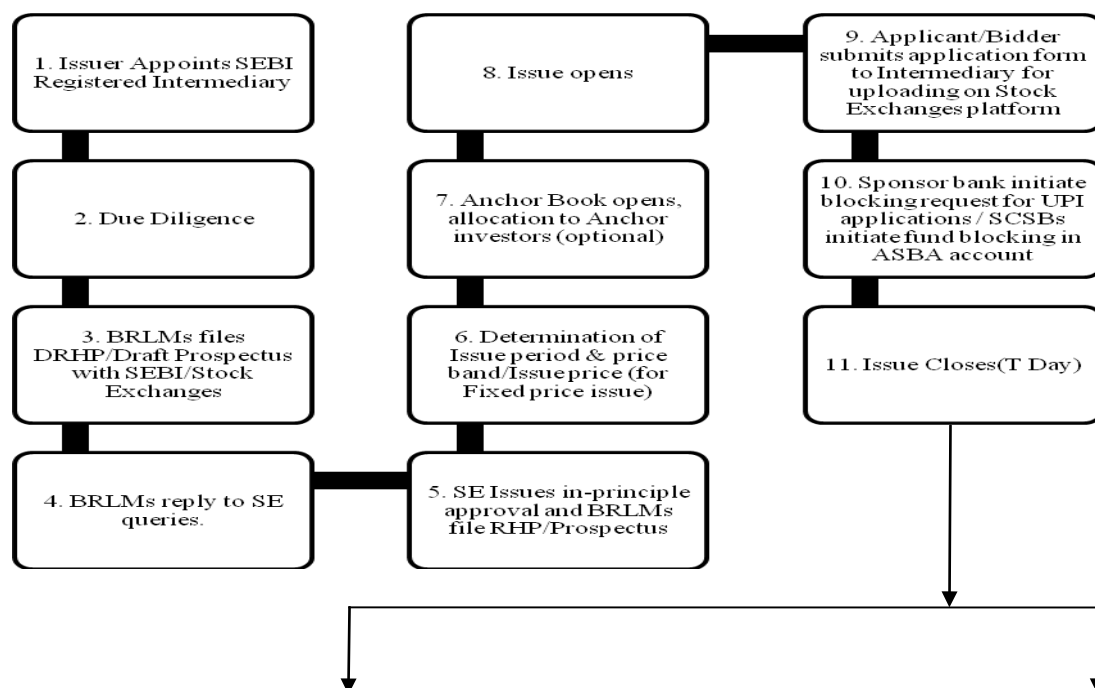 1. Issuer Appoints SEBI
Registered Intermediary
2. Due Diligence
3. BRLMs files
DRHP/Draft Prospectus
with SEBI/Stock
Exchanges
4. BRLMs reply to SE
queries.
5. SE Issues in-principle
approval and BRLMs
file RHP/Prospectus
6. Determination of
Issue period & price
band/Issue price (for
Fixed price issue)
7. Anchor Book opens,
allocation to Anchor
investors (optional)
8. Issue opens
9. Applicant/Bidder
submits application form
to Intermediary for
uploading on Stock
Exchanges platform
10. Sponsor bank initiate
blocking request for UPI
applications / SCSBs
initiate fund blocking in
ASBA account
11. Issue Closes(T Day)